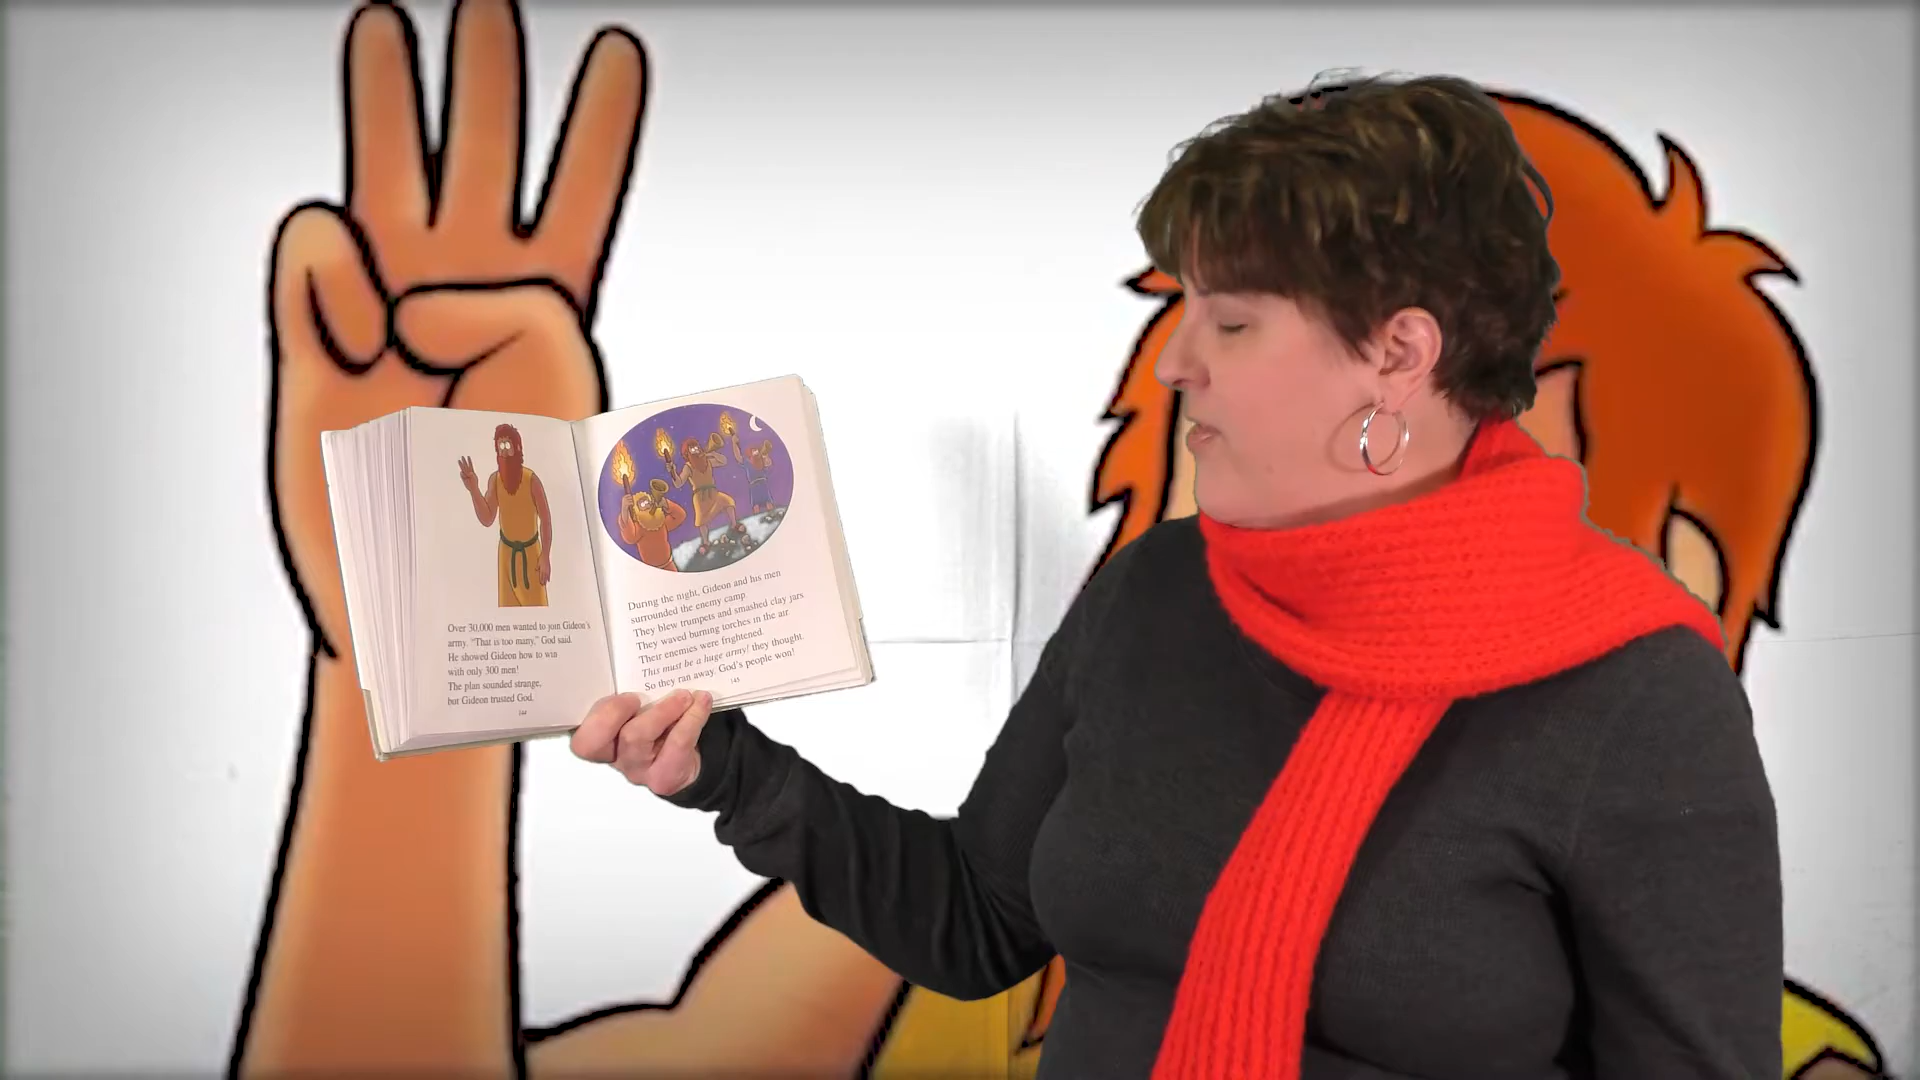 Over 30,000 men wanted to join Gideon's
army. "That is too many," God said.
He showed Gideon how to win
with only 300 men!
The plan sounded strange,
but Gideon trusted God.
144
During the night, Gideon and his men
surrounded the enemy camp.
They blew trumpets and smashed clay jars
They waved burning torches in the air
Their enemies were frightened.
This must be a huge army! they thought.
So they ran away. God's people won!
145